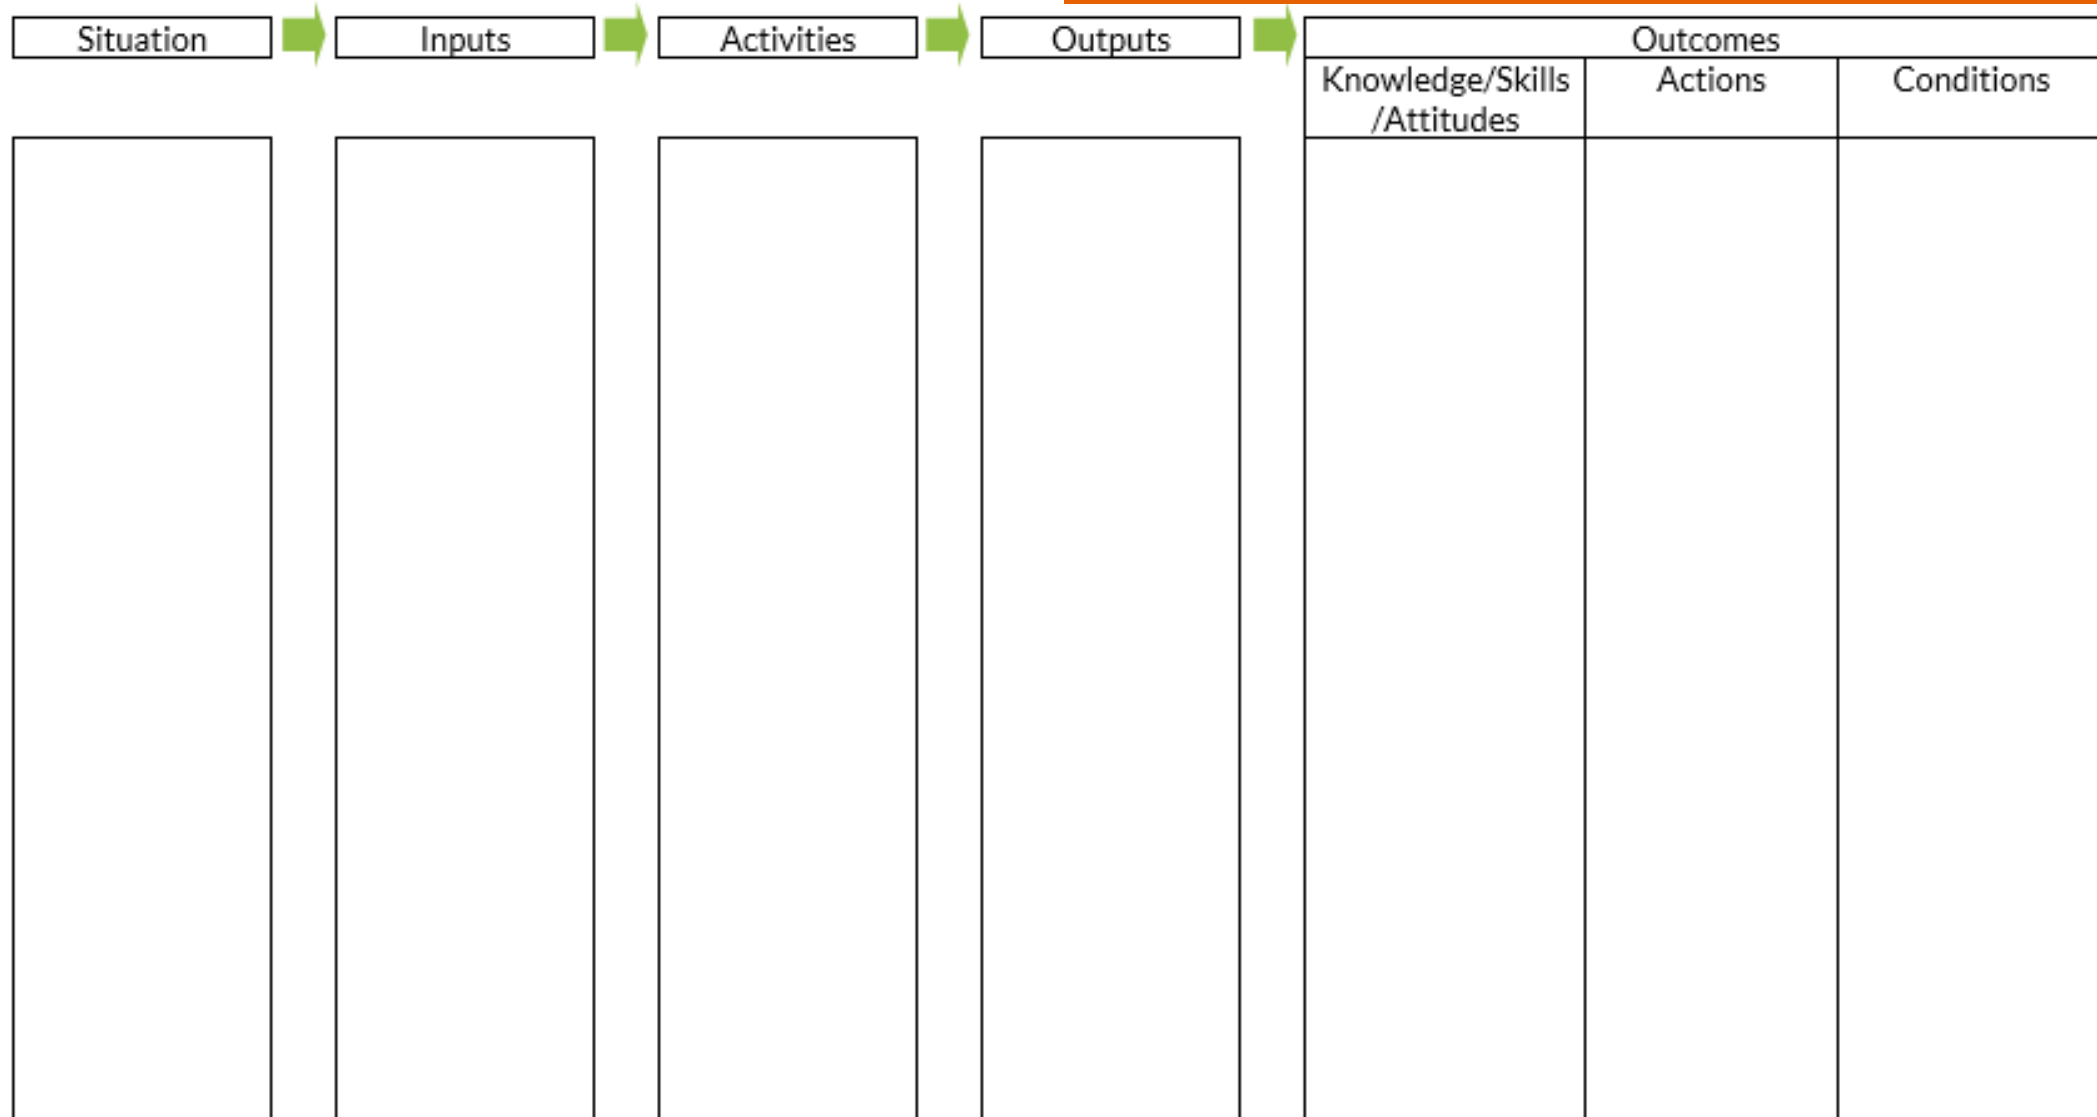 Situation
Inputs
Activities
Outputs
Outcomes
Knowledge/Skills
/Attitudes
Actions
Conditions